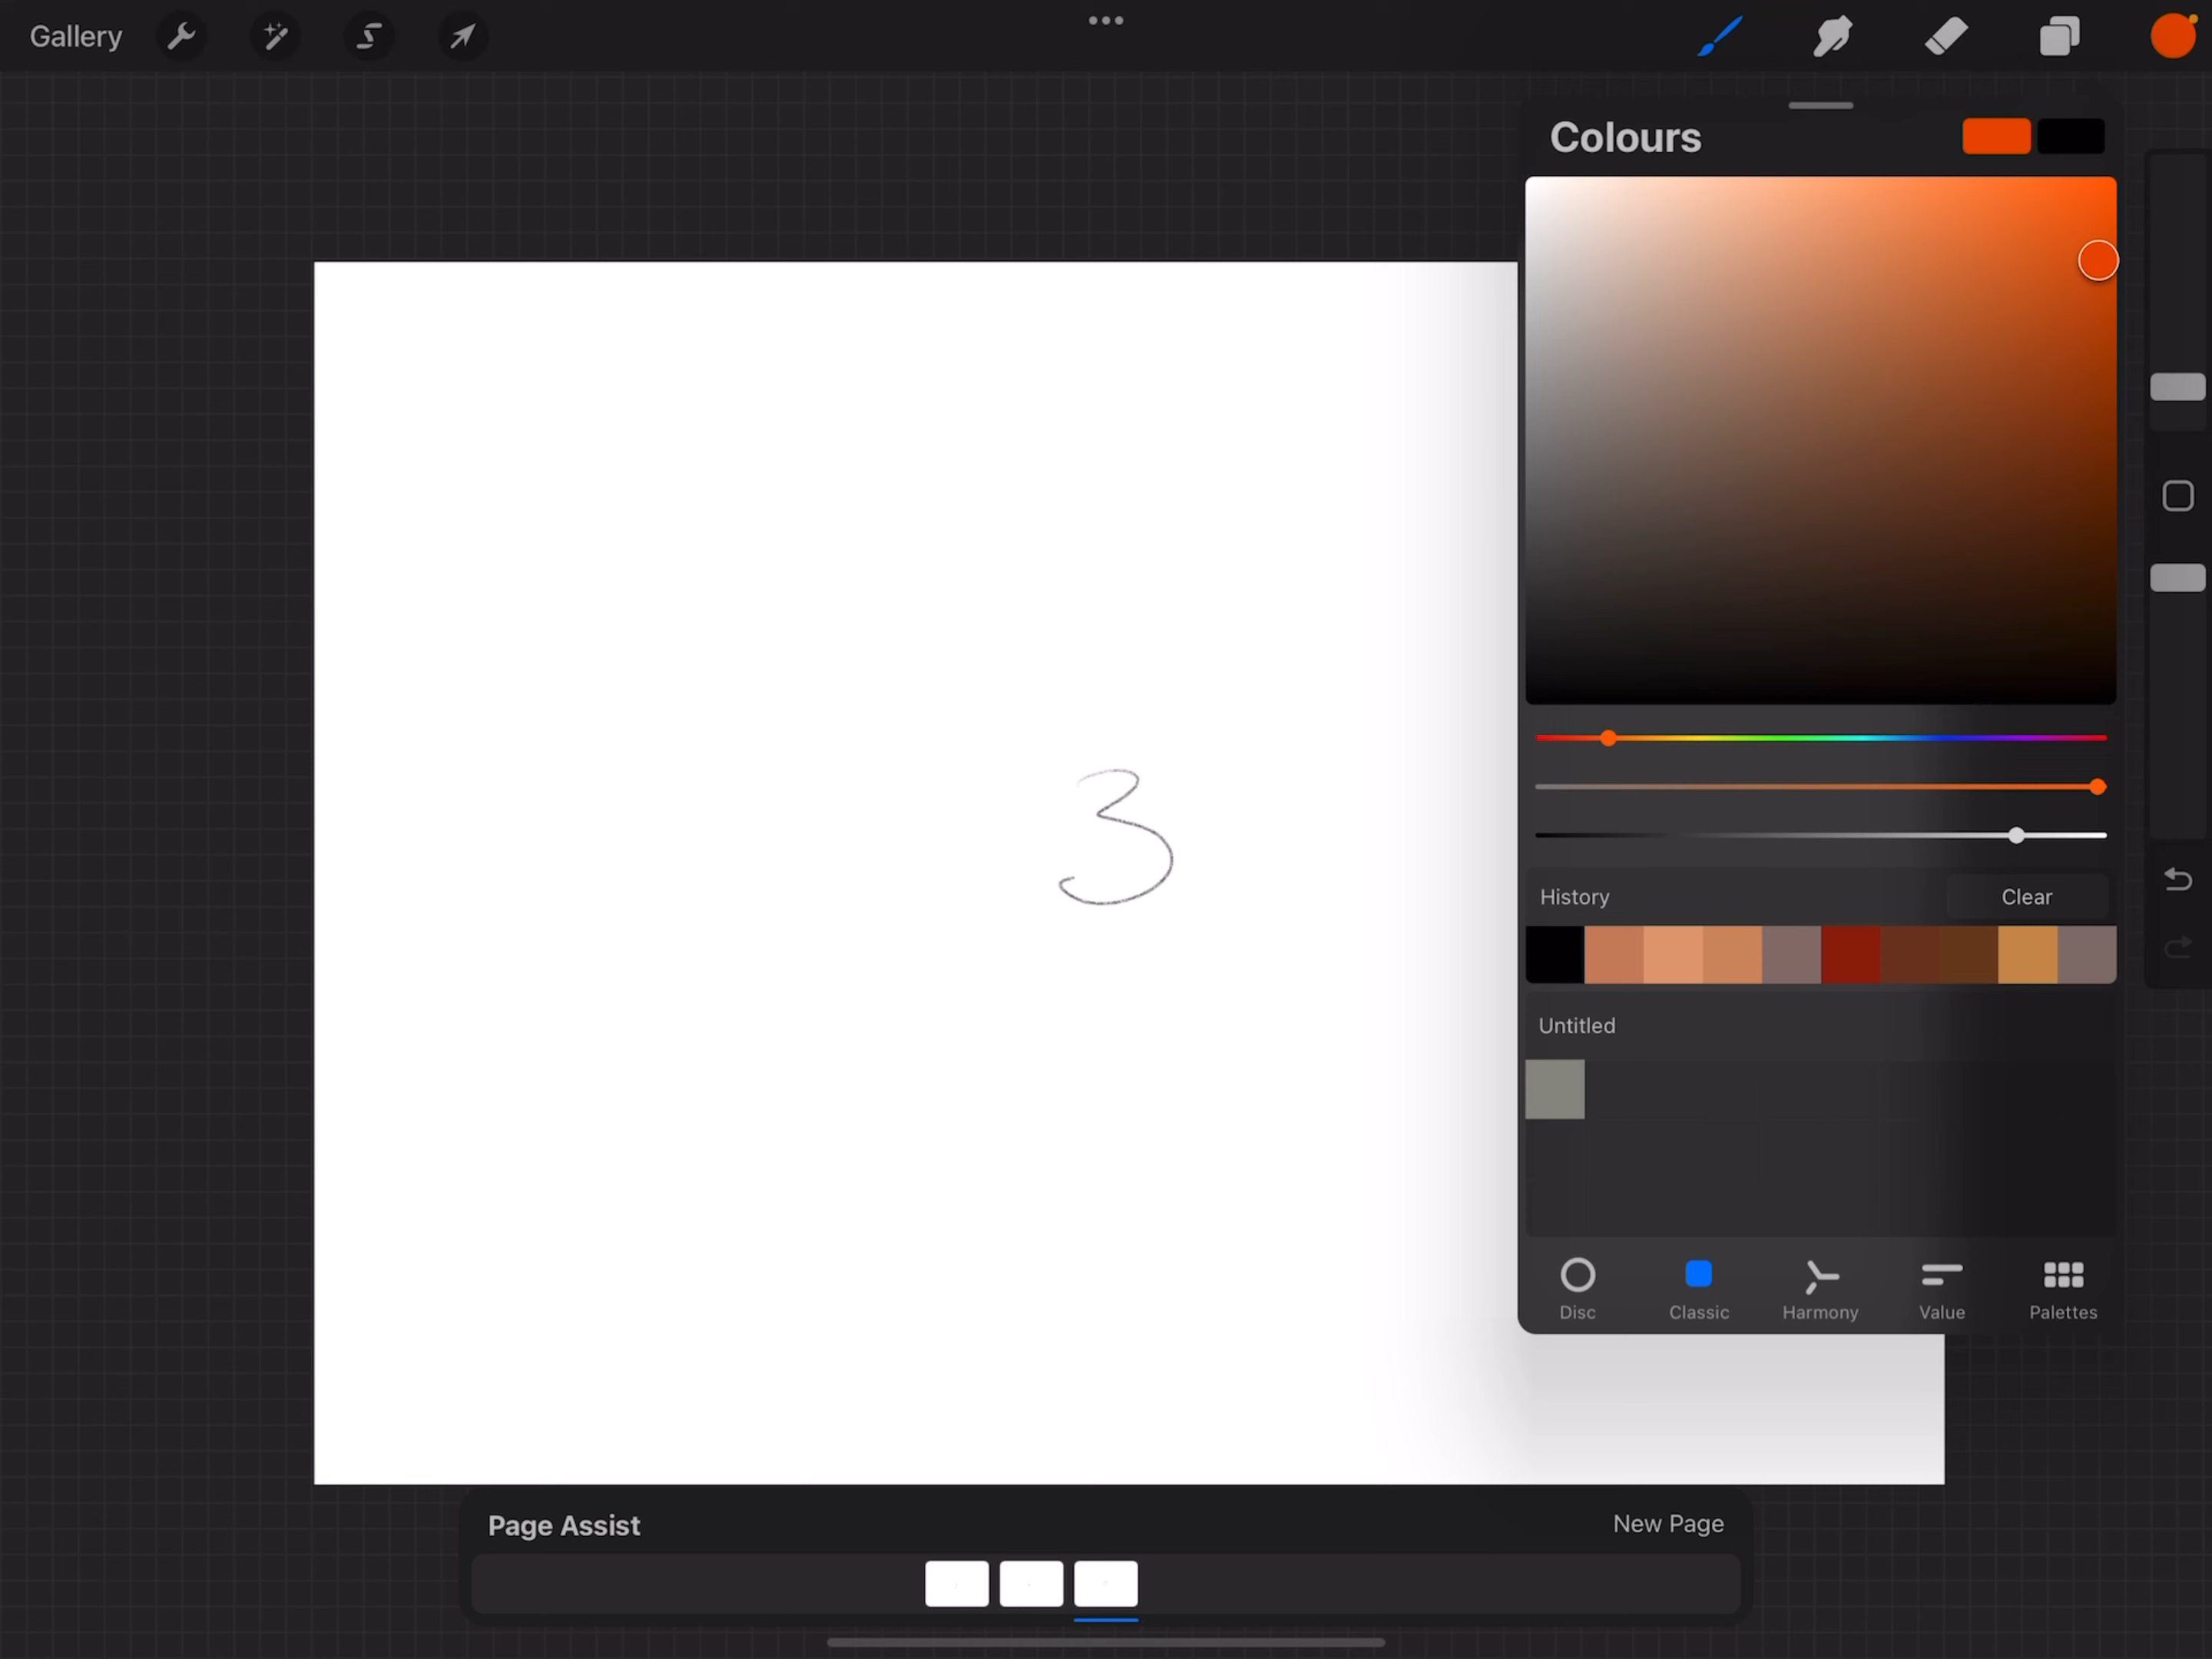 Gallery
Colours
3
History
Clear
Untitled
Disc
Classic
Harmony
Value
Palettes
Page Assist
New Page